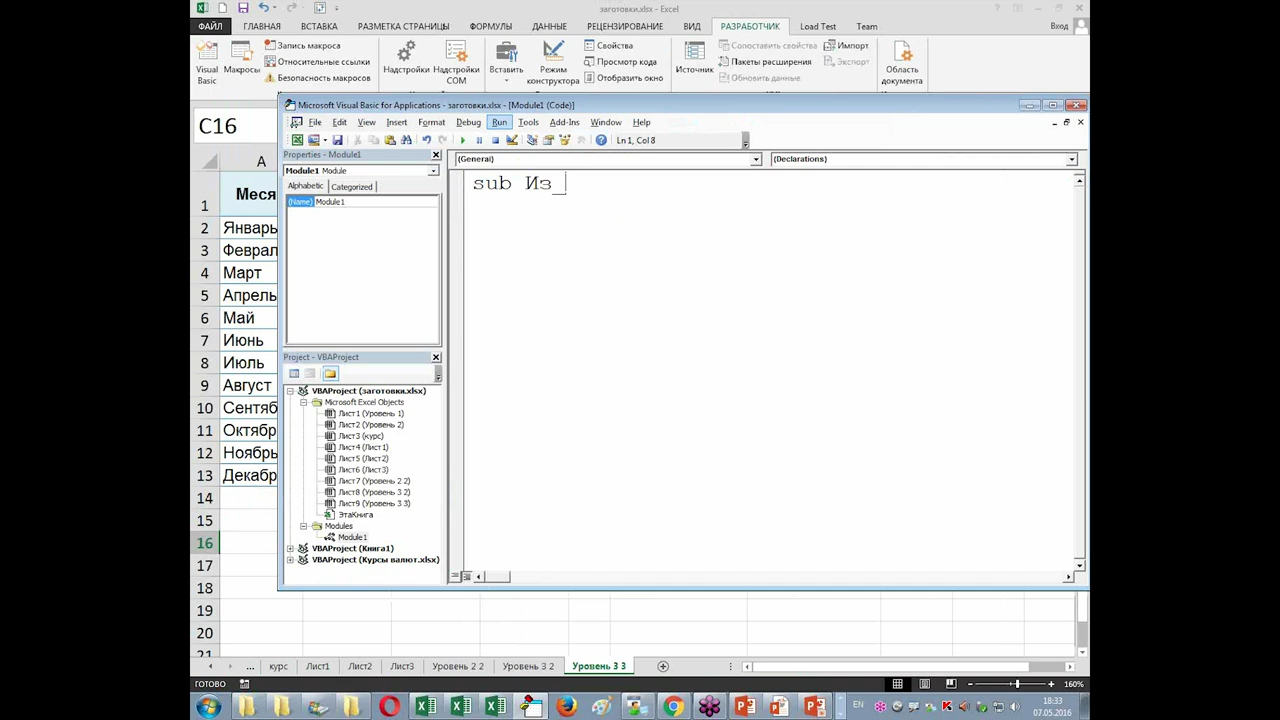 заготовки.xlsx - Excel
ФАЙЛ ГЛАВНАЯ ВСТАВКА РАЗМЕТКА СТРАНИЦЫ ФОРМУЛЫ ДАННЫЕ РЕЦЕНЗИРОВАНИЕ ВИД РАЗРАБОТЧИК Load Test Team Вход
Visual Basic
Макросы
Запись макроса
Относительные ссылки
Безопасность макросов
Надстройки
Надстройки COM
Вставить
Режим конструктора
Свойства
Просмотр кода
Отобразить окно
Источник
Сопоставить свойства
Пакеты расширения
Обновить данные
Импорт
Экспорт
Область документа
C16
Microsoft Visual Basic for Applications - заготовки.xlsx - [Module1 (Code)]
File Edit View Insert Format Debug Run Tools Add-Ins Window Help
Ln 1, Col 8
Properties - Module1
Module1 Module
Alphabetic Categorized
(Name) Module1
(General) (Declarations)
sub Из_
Project - VBAProject
VBAProject (заготовки.xlsx)
Microsoft Excel Objects
Лист1 (Уровень 1)
Лист2 (Уровень 2)
Лист3 (курс)
Лист4 (Лист1)
Лист5 (Лист2)
Лист6 (Лист3)
Лист7 (Уровень 2 2)
Лист8 (Уровень 3 2)
Лист9 (Уровень 3 3)
ЭтаКнига
Modules
Module1
VBAProject (Книга1)
VBAProject (Курсы валют.xlsx)
A
1 Меся
2 Январь
3 Феврал
4 Март
5 Апрель
6 Май
7 Июнь
8 Июль
9 Август
10 Сентяб
11 Октябр
12 Ноябрь
13 Декабр
14
15
16
17
18
19
20
21
... курс Лист1 Лист2 Лист3 Уровень 2 2 Уровень 3 2 Уровень 3 3
ГОТОВО 160%
EN 18:33
07.05.2016